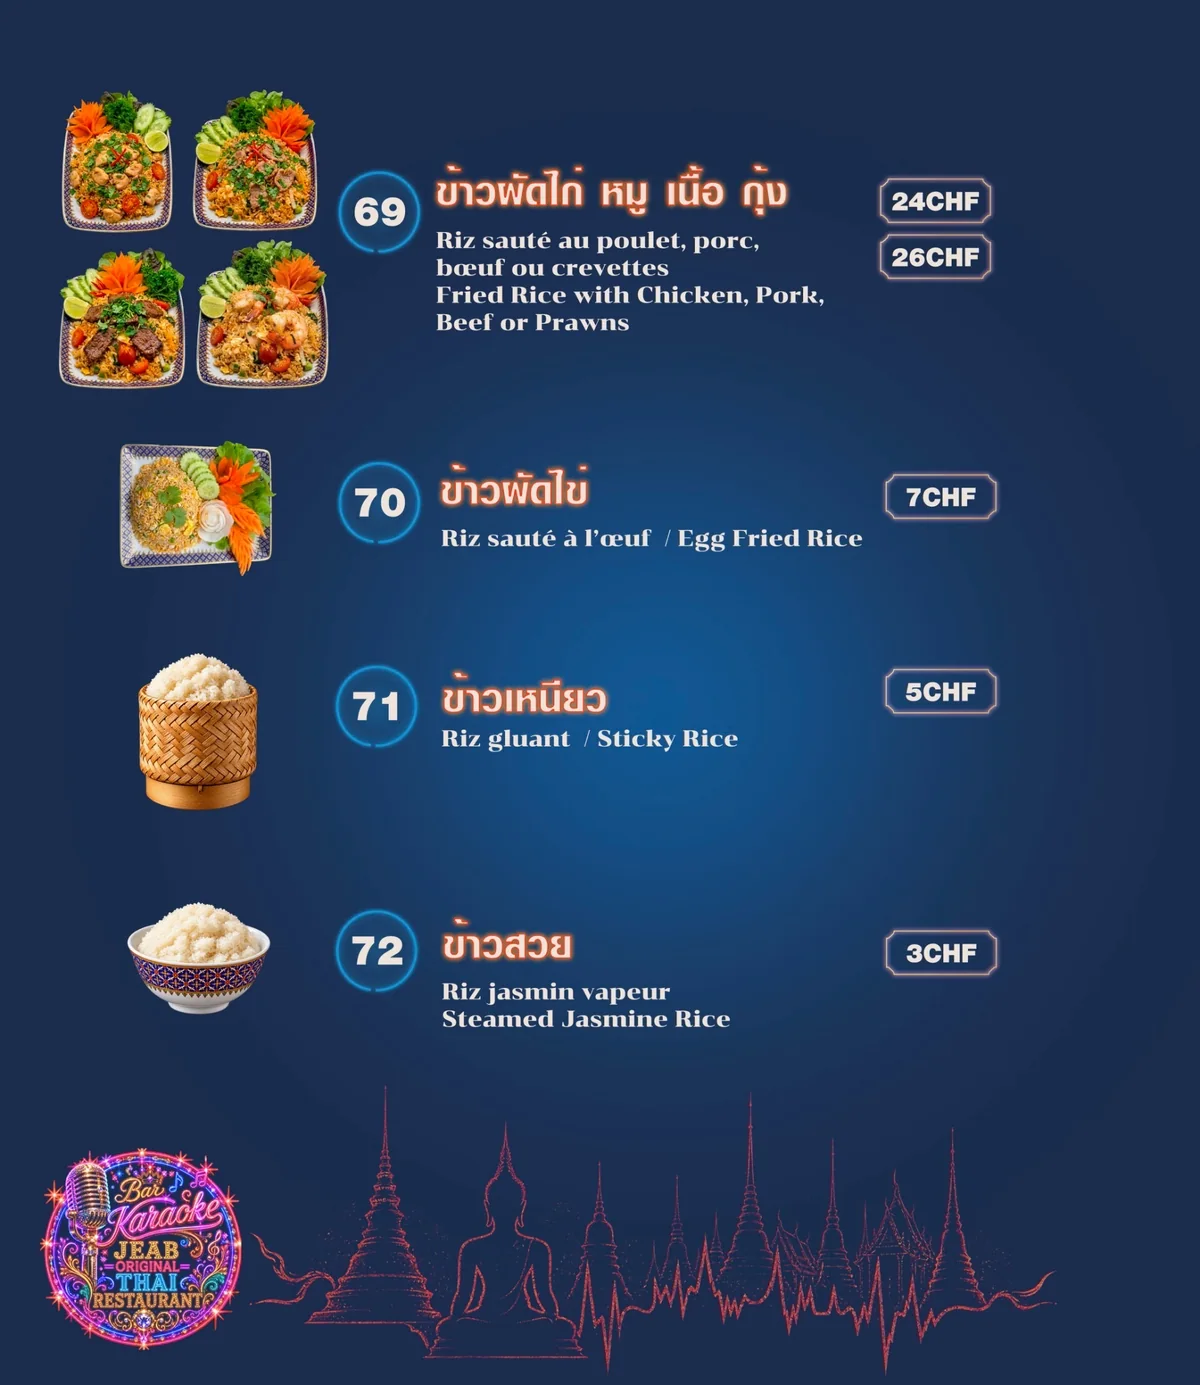 69
ข้าวผัดไก่ หมู เนื้อ กุ้ง
24CHF
26CHF
Riz sauté au poulet, porc,
bœuf ou crevettes
Fried Rice with Chicken, Pork,
Beef or Prawns
70
ข้าวผัดไข่
7CHF
Riz sauté à l’œuf / Egg Fried Rice
71
ข้าวเหนียว
5CHF
Riz gluant / Sticky Rice
72
ข้าวสวย
3CHF
Riz jasmin vapeur
Steamed Jasmine Rice
Bar
Karaoke
JEAB
ORIGINAL
THAI
RESTAURANT